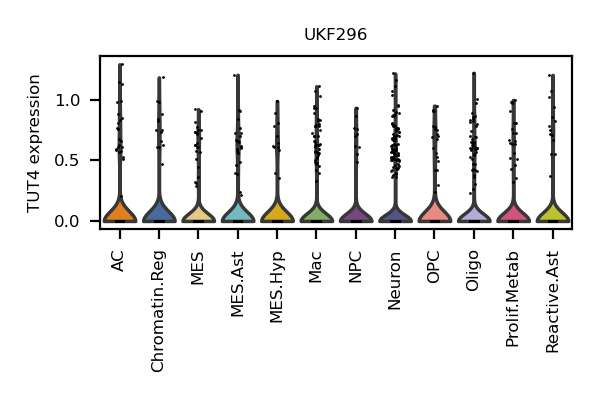 UKF296
TUT4 expression
1.0
0.5
0.0
AC
Chromatin.Reg
MES
MES.Ast
MES.Hyp
Mac
NPC
Neuron
OPC
Oligo
Prolif.Metab
Reactive.Ast